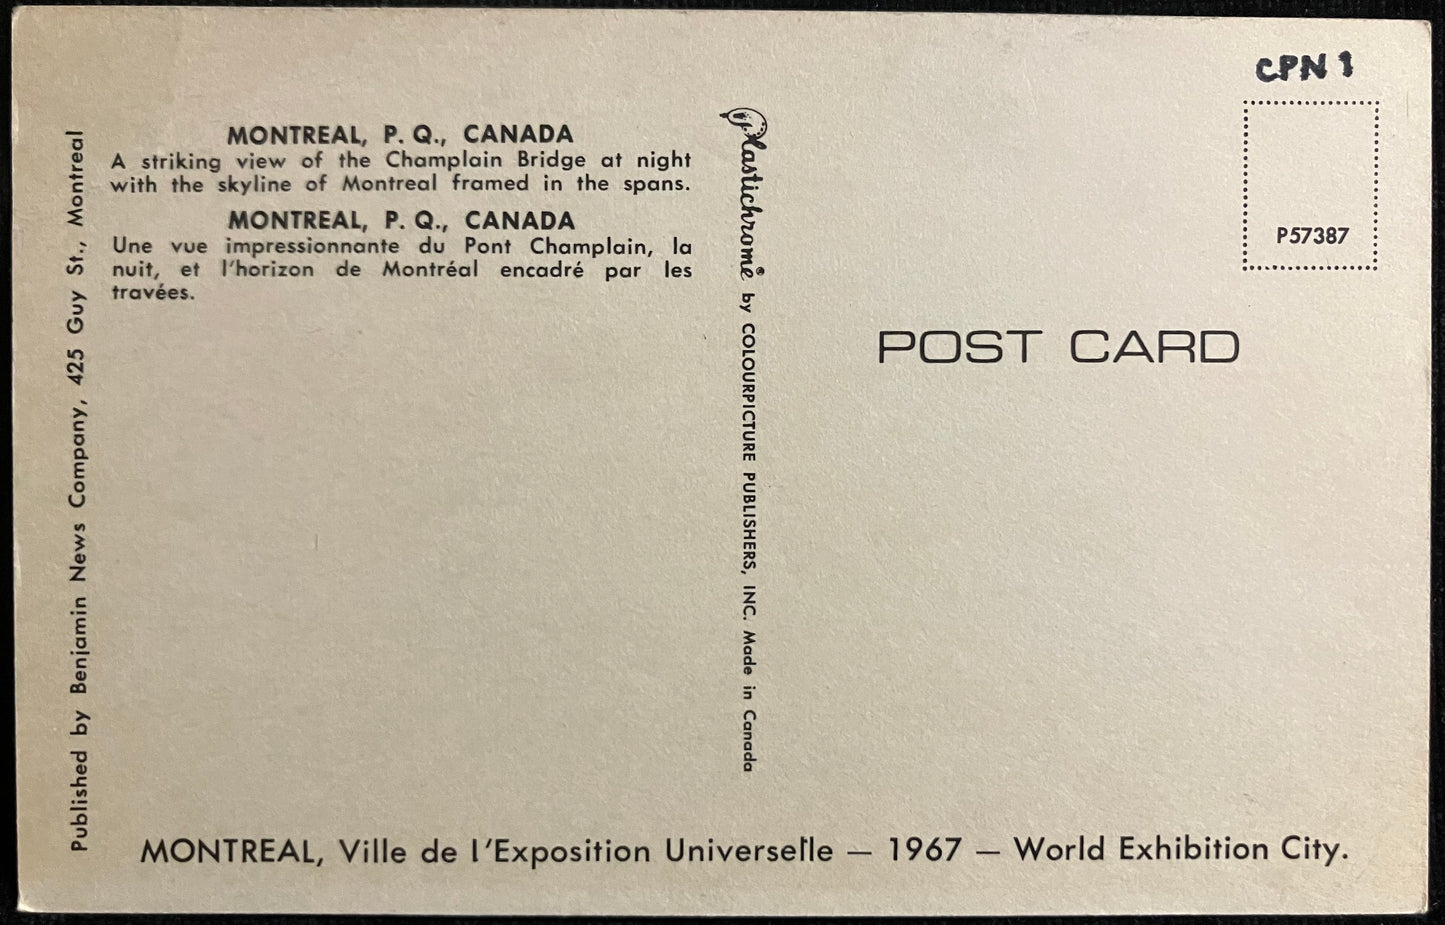 CPN 1
P57387
MONTREAL, P. Q., CANADA
A striking view of the Champlain Bridge at night
with the skyline of Montreal framed in the spans.
MONTREAL, P. Q., CANADA
Une vue impressionnante du Pont Champlain, la
nuit, et l'horizon de Montréal encadré par les
travées.
Published by Benjamin News Company, 425 Guy St., Montreal
Plastichrome® by COLOURPICTURE PUBLISHERS, INC. Made in Canada
POST CARD
MONTREAL, Ville de l'Exposition Universelle — 1967 — World Exhibition City.